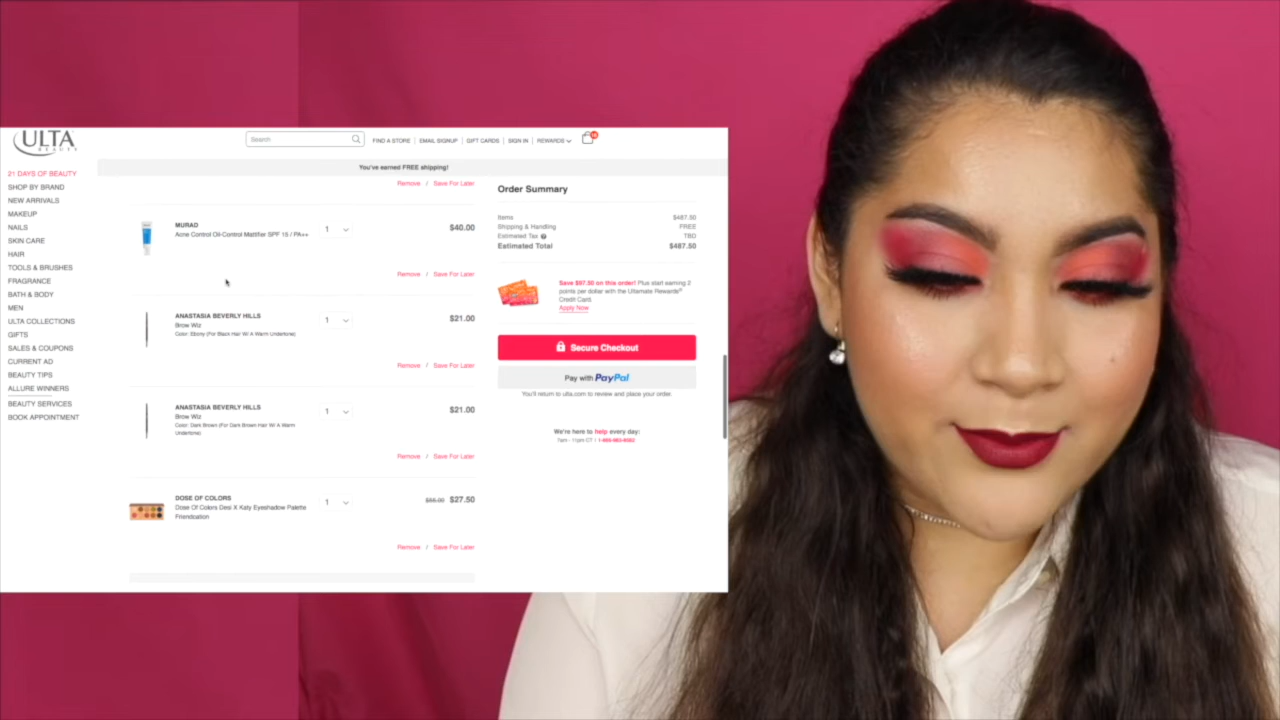 ULTA
BEAUTY
Search
FIND A STORE | EMAIL SIGNUP | GIFT CARDS | SIGN IN | REWARDS
You've earned FREE shipping!
21 DAYS OF BEAUTY
SHOP BY BRAND
NEW ARRIVALS
MAKEUP
NAILS
SKIN CARE
HAIR
TOOLS & BRUSHES
FRAGRANCE
BATH & BODY
MEN
ULTA COLLECTIONS
GIFTS
SALES & COUPONS
CURRENT AD
BEAUTY TIPS
ALLURE WINNERS
BEAUTY SERVICES
BOOK APPOINTMENT
Remove / Save For Later
MURAD
Acne Control Oil-Control Mattifier SPF 15 / PA++
1
$40.00
Remove / Save For Later
ANASTASIA BEVERLY HILLS
Brow Wiz
Color: Ebony (For Black Hair W/ A Warm Undertone)
1
$21.00
Remove / Save For Later
ANASTASIA BEVERLY HILLS
Brow Wiz
Color: Dark Brown (For Dark Brown Hair W/ A Warm
Undertone)
1
$21.00
Remove / Save For Later
DOSE OF COLORS
Dose Of Colors Desi X Katy Eyeshadow Palette
Friendcation
1
$27.50
Remove / Save For Later
Order Summary
Items $487.50
Shipping & Handling FREE
Estimated Tax TBD
Estimated Total $487.50
Save $97.50 on this order! Plus start earning 2
points per dollar with the Ultamate Rewards®
Credit Card.
Apply Now
Secure Checkout
Pay with PayPal
You'll return to ulta.com to review and place your order.
We're here to help every day:
7am - 11pm CT |